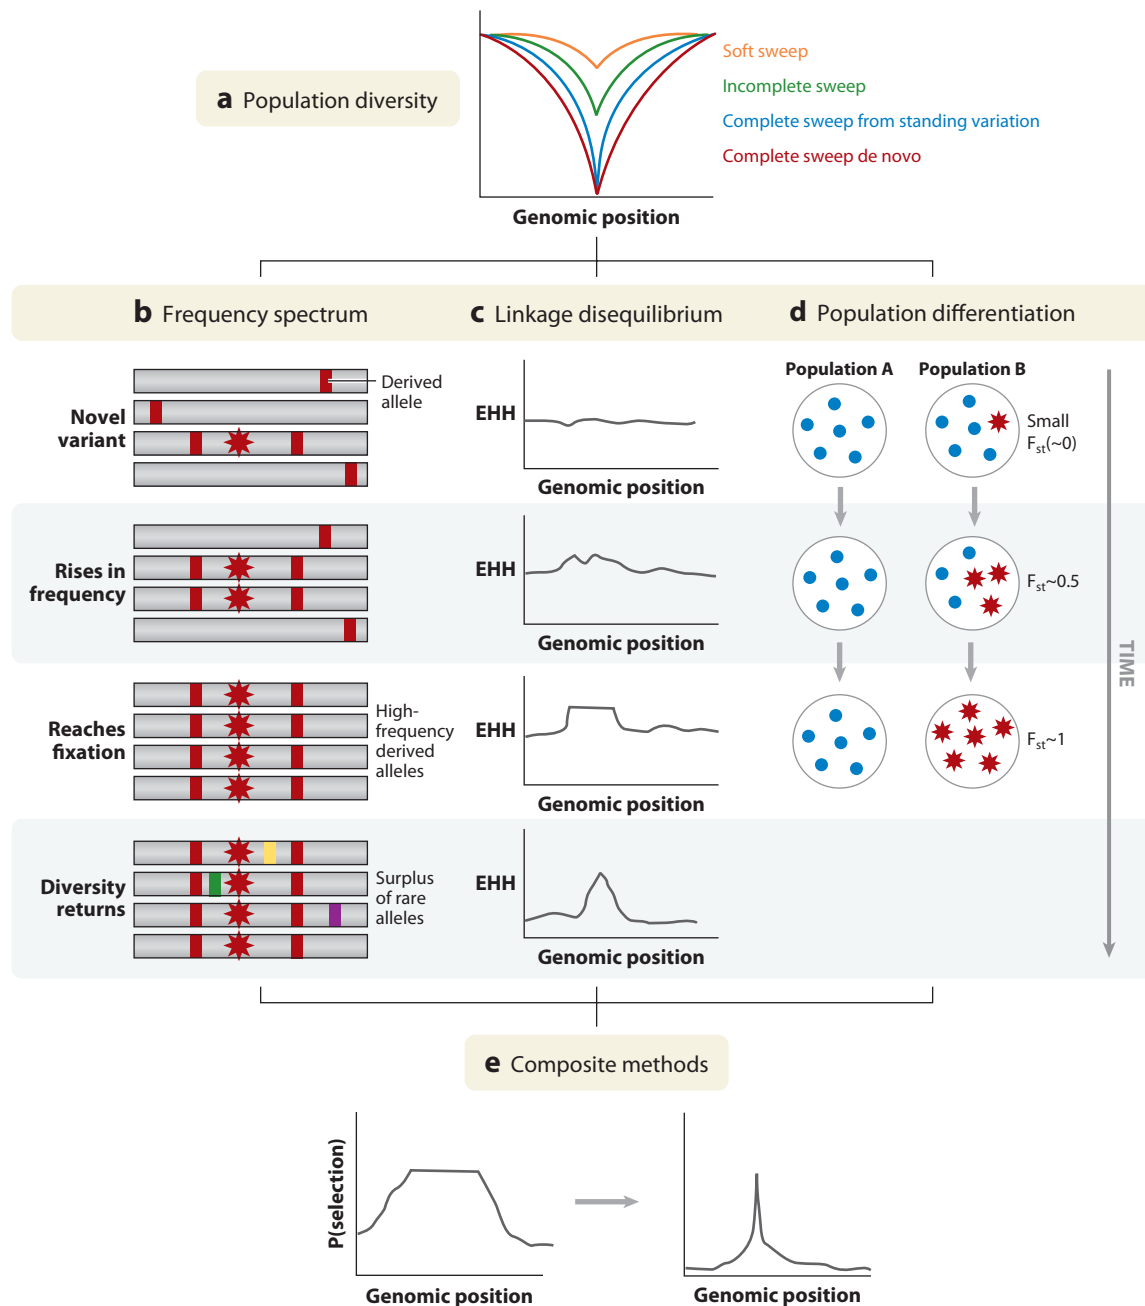 a Population diversity
Soft sweep
Incomplete sweep
Complete sweep from standing variation
Complete sweep de novo
Genomic position
b Frequency spectrum
c Linkage disequilibrium
d Population differentiation
Novel
variant
Derived
allele
EHH
Genomic position
Population A
Population B
Small
Fst(~0)
Rises in
frequency
EHH
Genomic position
Fst~0.5
Reaches
fixation
High-
frequency
derived
alleles
EHH
Genomic position
Fst~1
Diversity
returns
Surplus
of rare
alleles
EHH
Genomic position
TIME
e Composite methods
P(selection)
Genomic position
Genomic position